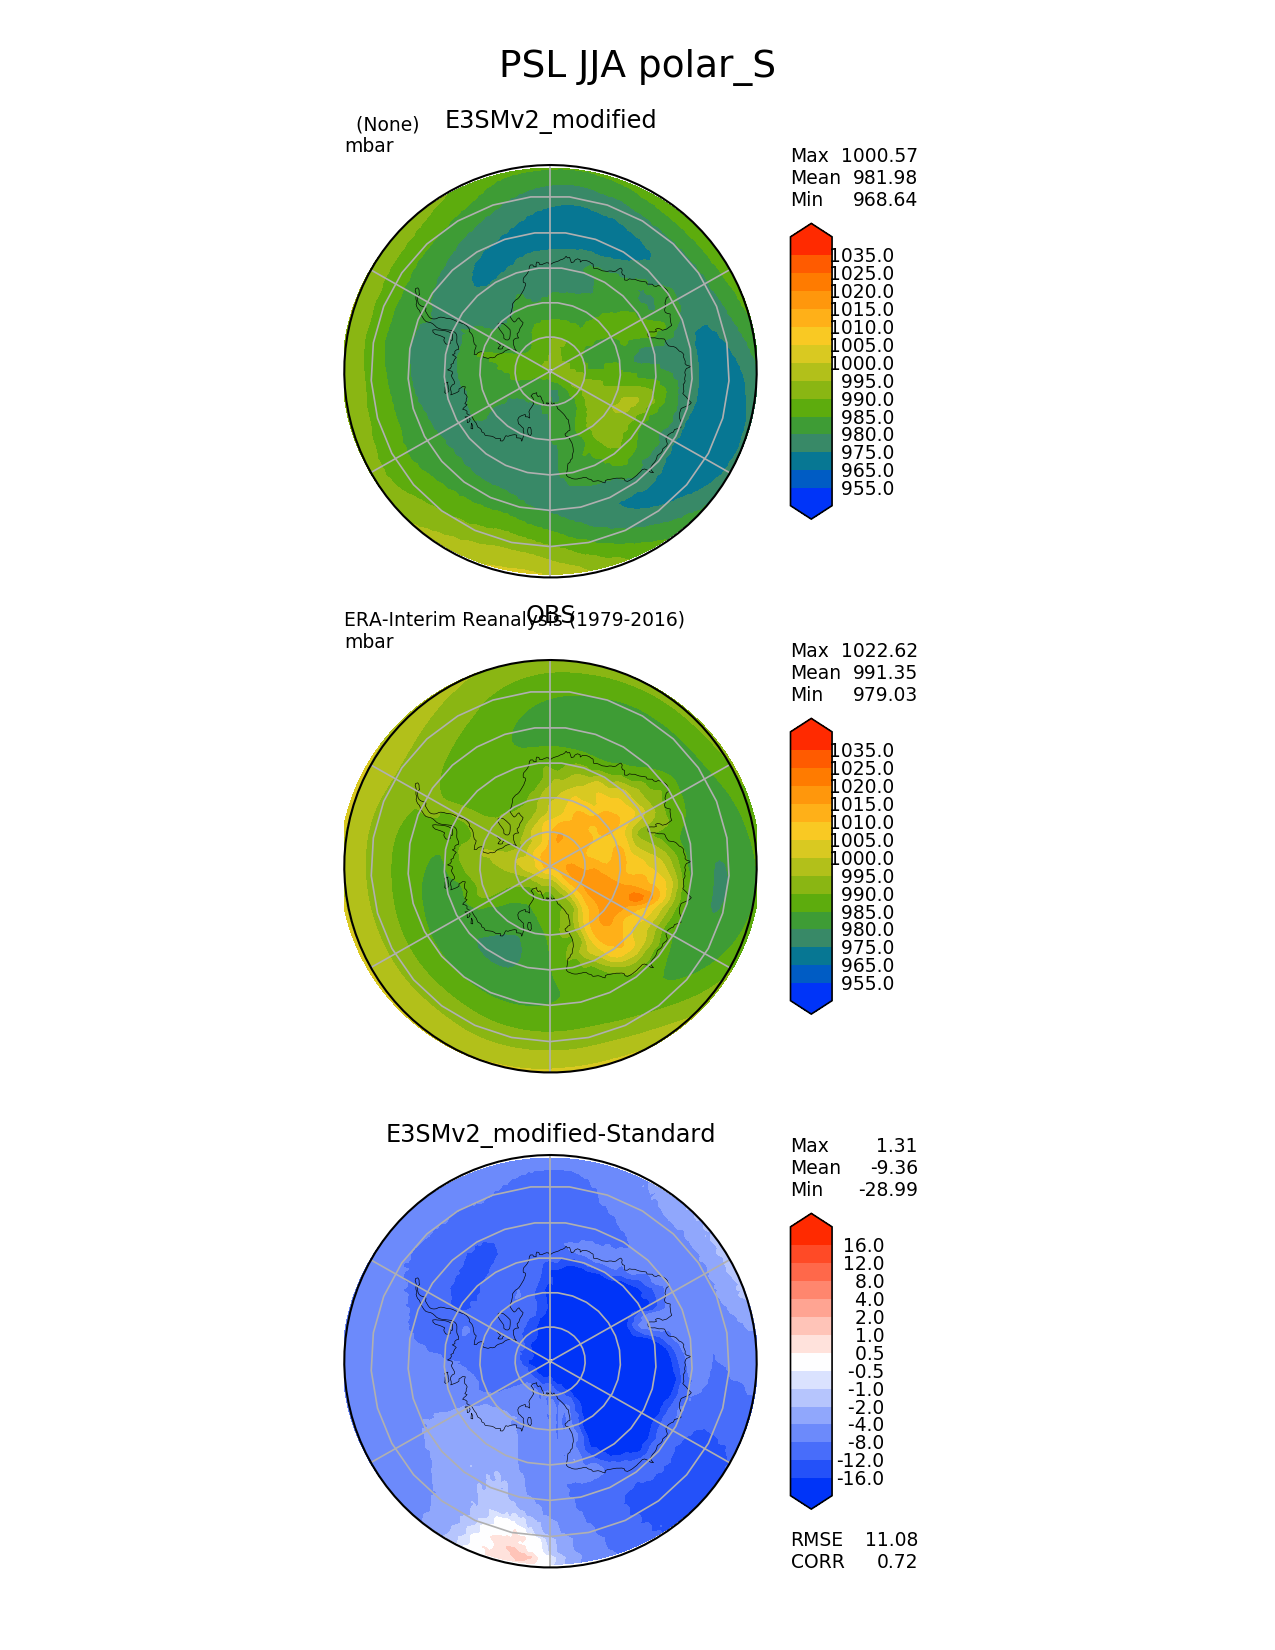 PSL JJA polar_S
(None)
E3SMv2_modified
mbar
Max 1000.57
Mean 981.98
Min 968.64
1035.0
1025.0
1020.0
1015.0
1010.0
1005.0
1000.0
995.0
990.0
985.0
980.0
975.0
965.0
955.0
OBS
ERA-Interim Reanalysis (1979-2016)
mbar
Max 1022.62
Mean 991.35
Min 979.03
1035.0
1025.0
1020.0
1015.0
1010.0
1005.0
1000.0
995.0
990.0
985.0
980.0
975.0
965.0
955.0
E3SMv2_modified-Standard
Max 1.31
Mean -9.36
Min -28.99
16.0
12.0
8.0
4.0
2.0
1.0
0.5
-0.5
-1.0
-2.0
-4.0
-8.0
-12.0
-16.0
RMSE 11.08
CORR 0.72